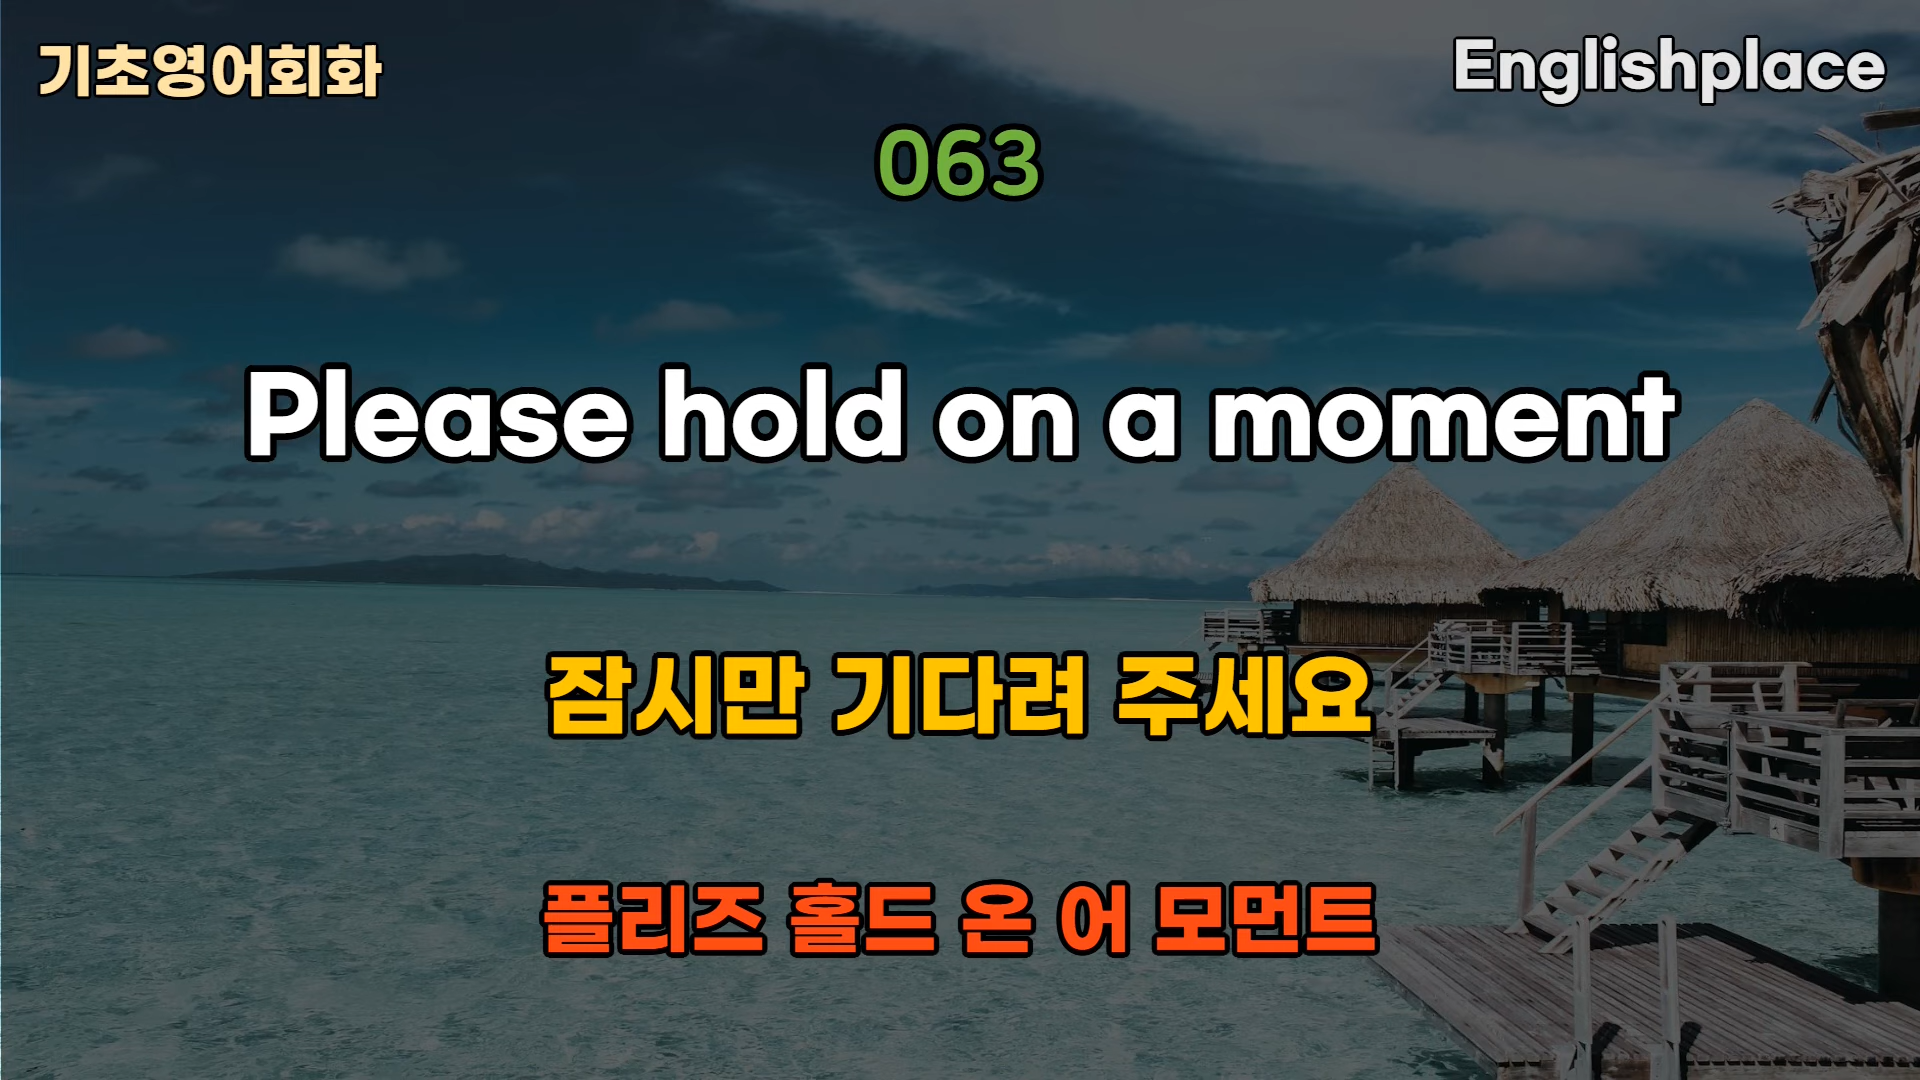 기초영어회화
Englishplace
063
Please hold on a moment
잠시만 기다려 주세요
플리즈 홀드 온 어 모먼트